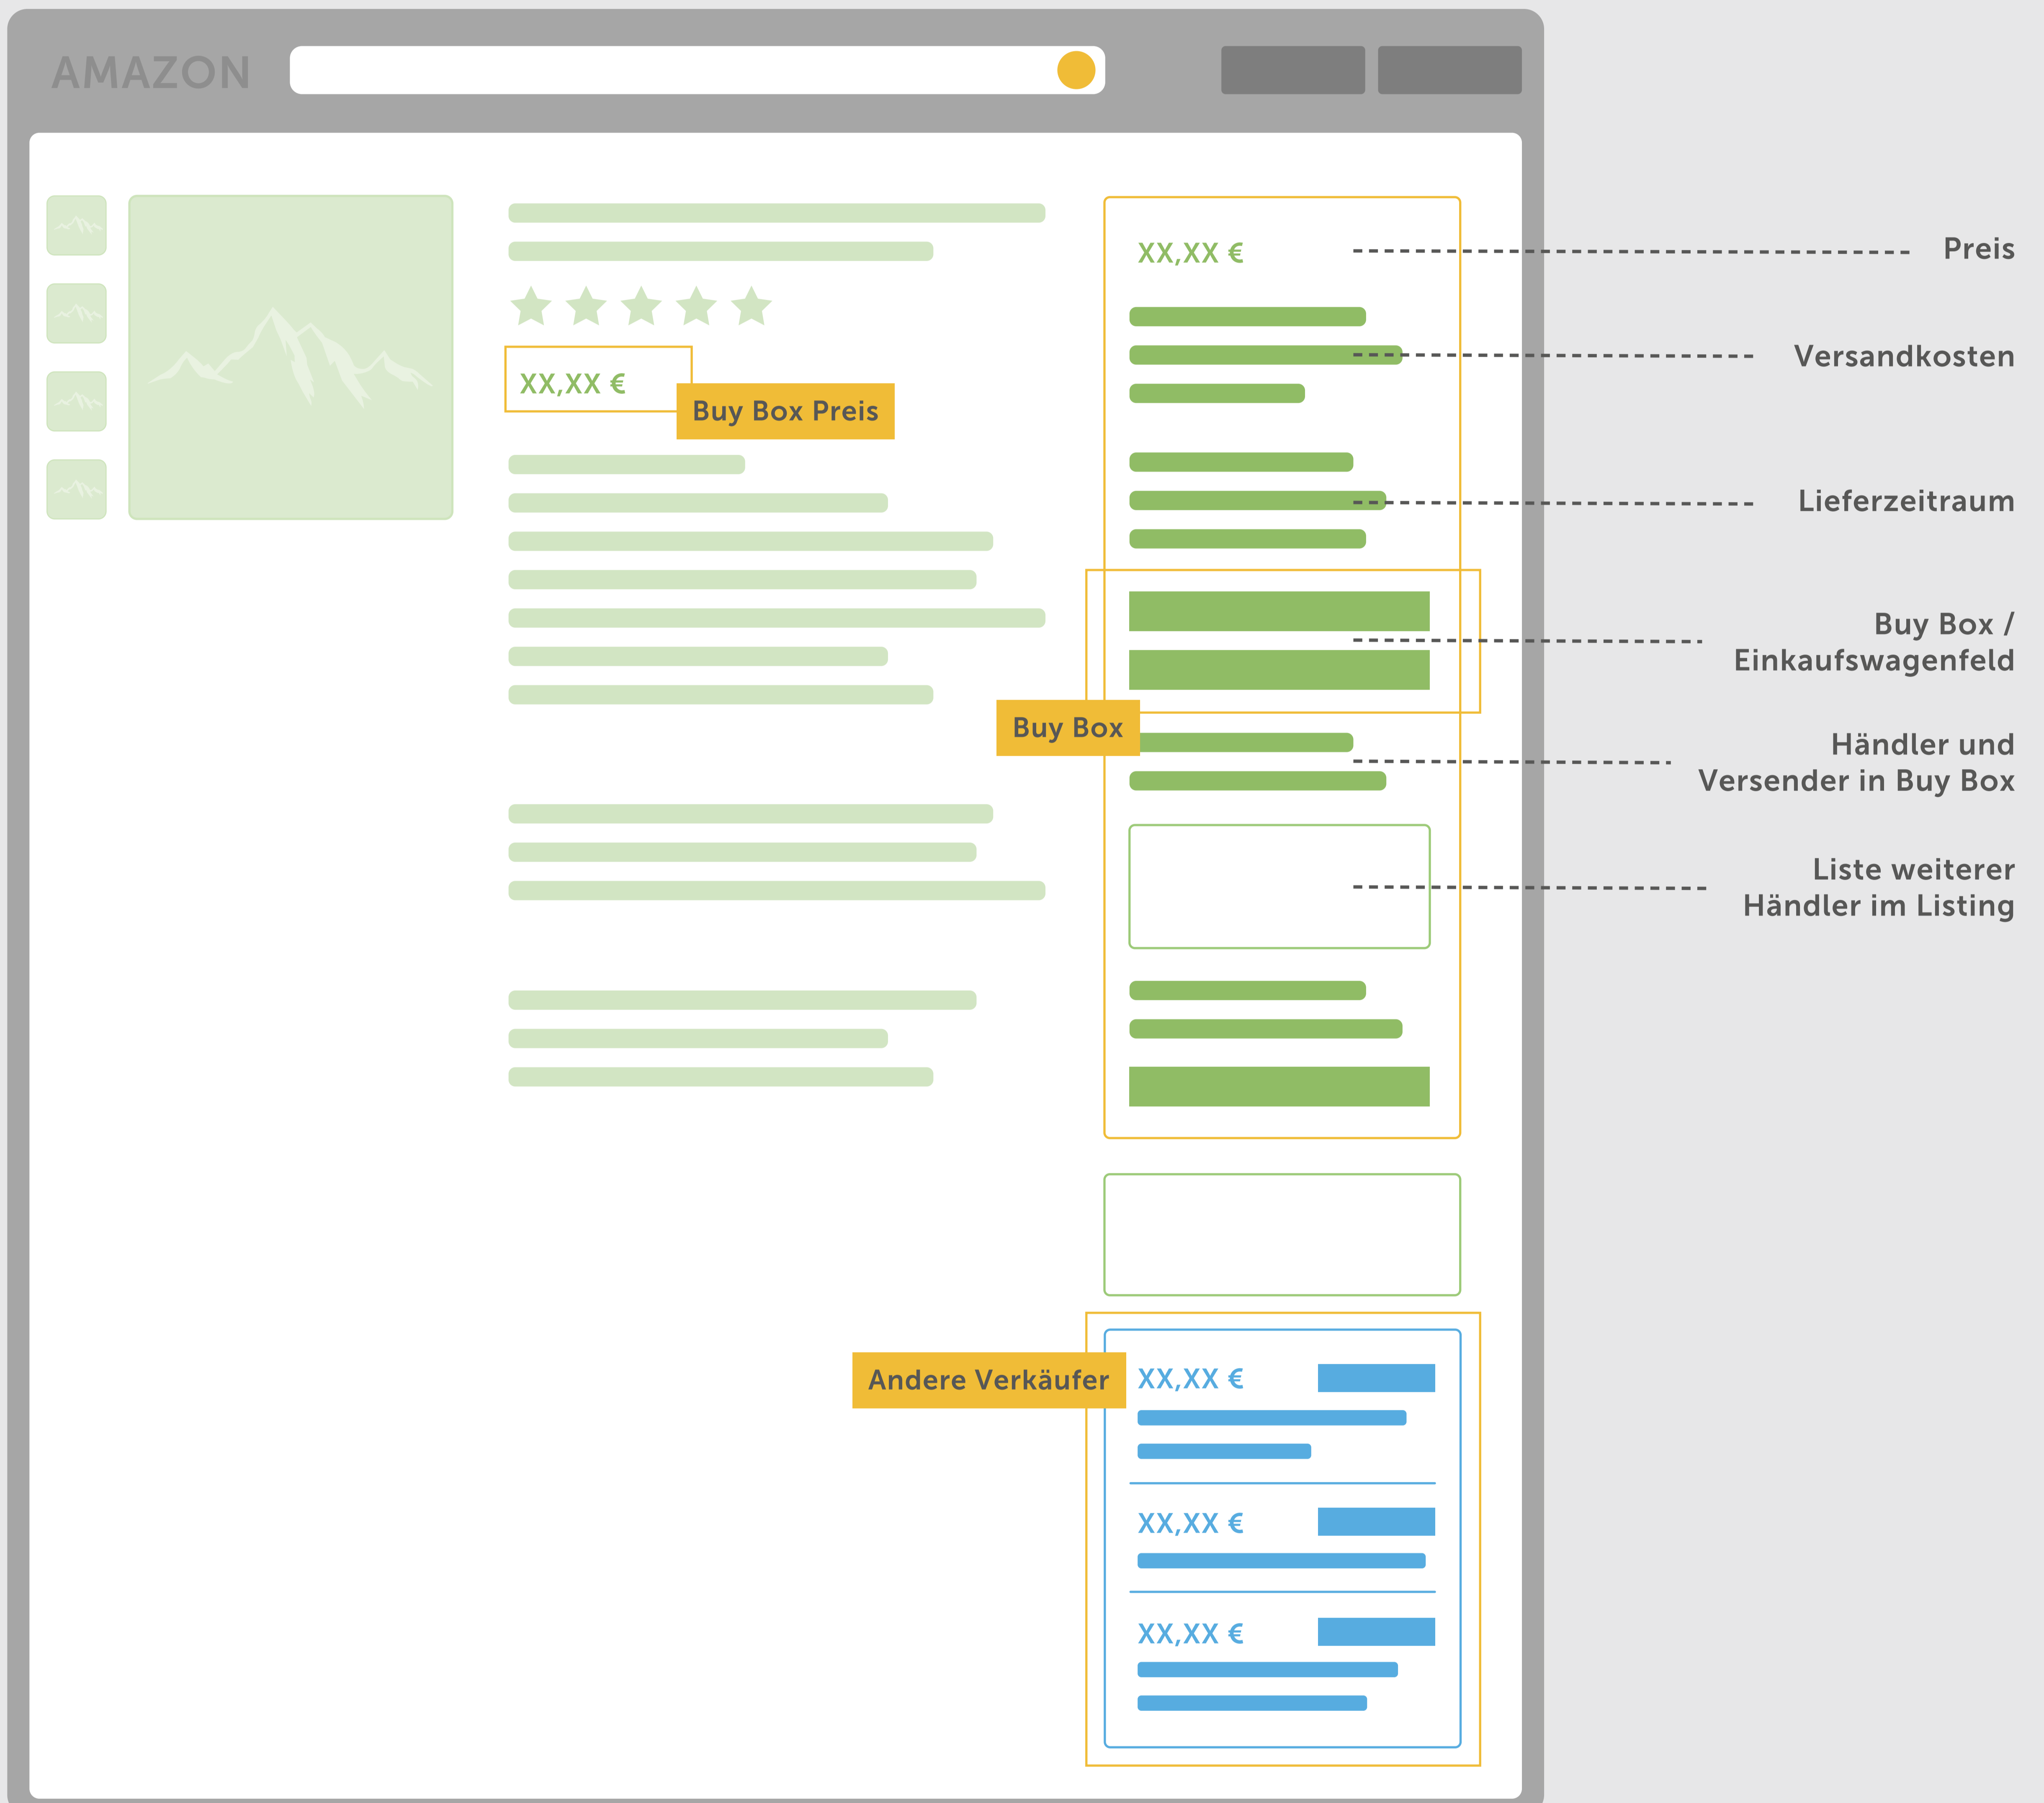 AMAZON
XX,XX €
Buy Box Preis
XX,XX €
Preis
Versandkosten
Lieferzeitraum
Buy Box /
Einkaufswagenfeld
Buy Box
Händler und
Versender in Buy Box
Liste weiterer
Händler im Listing
Andere Verkäufer
XX,XX €
XX,XX €
XX,XX €